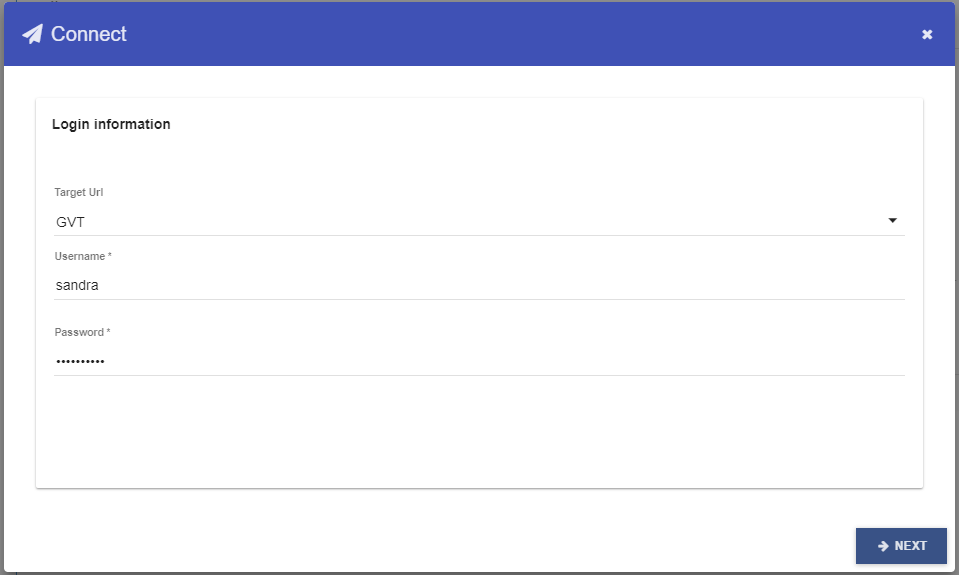 Connect
Login information
Target Url
GVT
Username *
sandra
Password *
••••••••••
NEXT